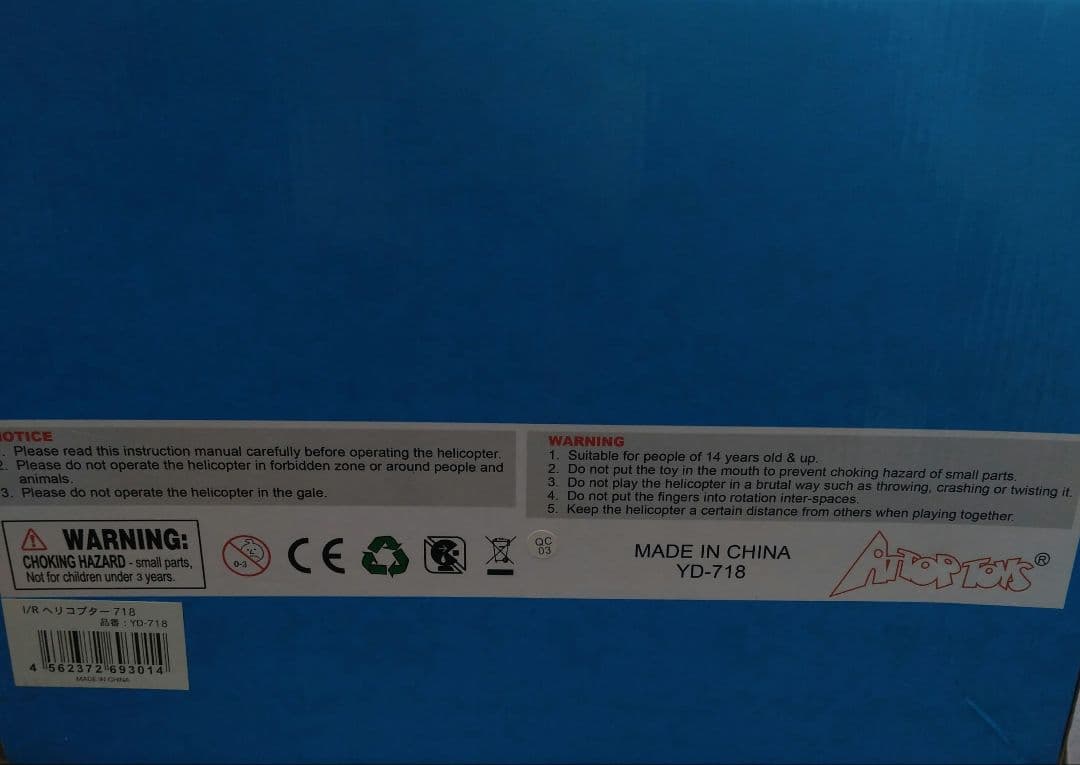 NOTICE
1. Please read this instruction manual carefully before operating the helicopter.
2. Please do not operate the helicopter in forbidden zone or around people and
animals.
3. Please do not operate the helicopter in the gale.
WARNING
1. Suitable for people of 14 years old & up.
2. Do not put the toy in the mouth to prevent choking hazard of small parts.
3. Do not play the helicopter in a brutal way such as throwing, crashing or twisting it.
4. Do not put the fingers into rotation inter-spaces.
5. Keep the helicopter a certain distance from others when playing together.
WARNING:
CHOKING HAZARD - small parts,
Not for children under 3 years.
0-3
CE
QC
03
MADE IN CHINA
YD-718
ATTOP TOYS®
I/R ヘリコプター 718
品番 : YD-718
4 562372 693014
MADE IN CHINA